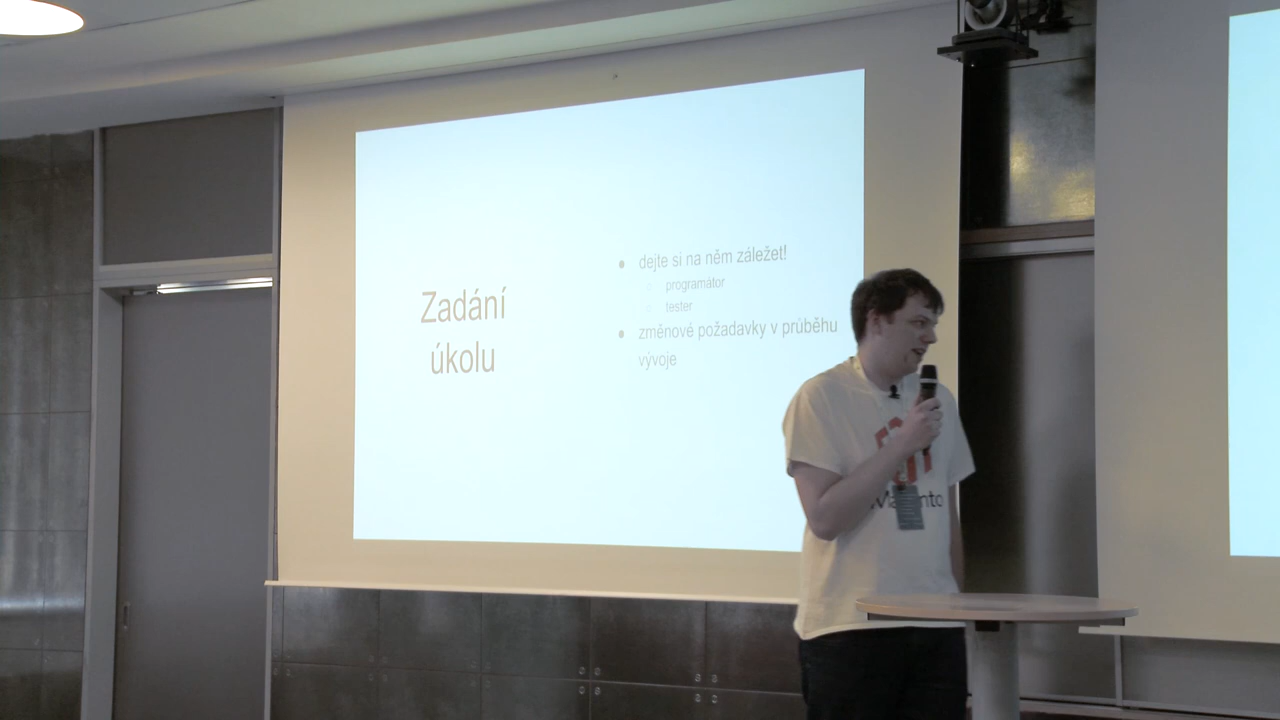 Zadání
úkolu
dejte si na něm záležet!
programátor
tester
změnové požadavky v průběhu
vývoje